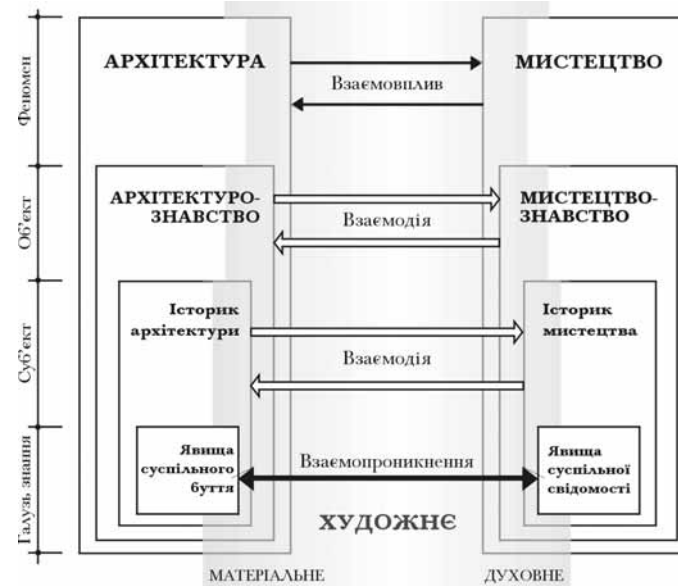 Феномен
АРХІТЕКТУРА
МИСТЕЦТВО
Взаємовплив
Об’єкт
АРХІТЕКТУРО-
ЗНАВСТВО
МИСТЕЦТВО-
ЗНАВСТВО
Взаємодія
Суб’єкт
Історик
архітектури
Історик
мистецтва
Взаємодія
Галузь знання
Явища
суспільного
буття
Взаємопроникнення
Явища
суспільної
свідомості
ХУДОЖНЄ
МАТЕРІАЛЬНЕ
ДУХОВНЕ